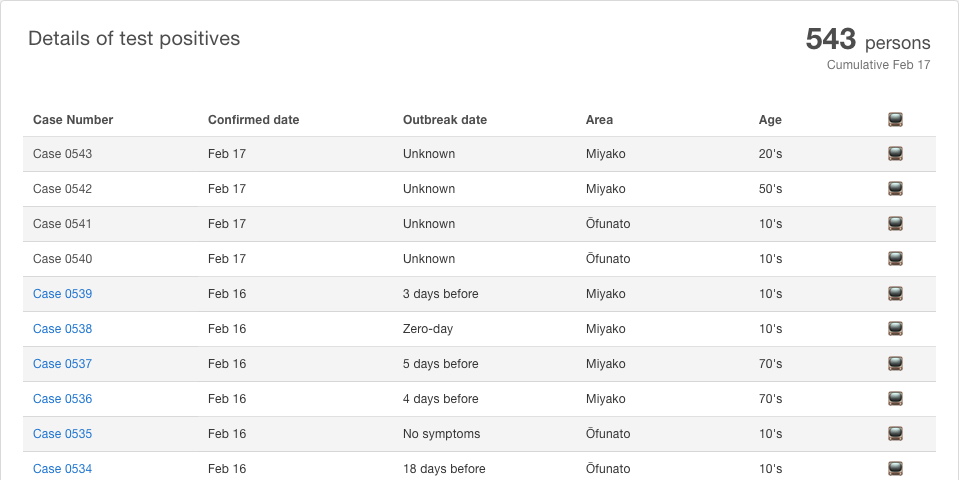 Details of test positives
543 persons
Cumulative Feb 17
Case Number Confirmed date Outbreak date Area Age
Case 0543 Feb 17 Unknown Miyako 20's
Case 0542 Feb 17 Unknown Miyako 50's
Case 0541 Feb 17 Unknown Ōfunato 10's
Case 0540 Feb 17 Unknown Ōfunato 10's
Case 0539 Feb 16 3 days before Miyako 10's
Case 0538 Feb 16 Zero-day Miyako 10's
Case 0537 Feb 16 5 days before Miyako 70's
Case 0536 Feb 16 4 days before Miyako 70's
Case 0535 Feb 16 No symptoms Ōfunato 10's
Case 0534 Feb 16 18 days before Ōfunato 10's